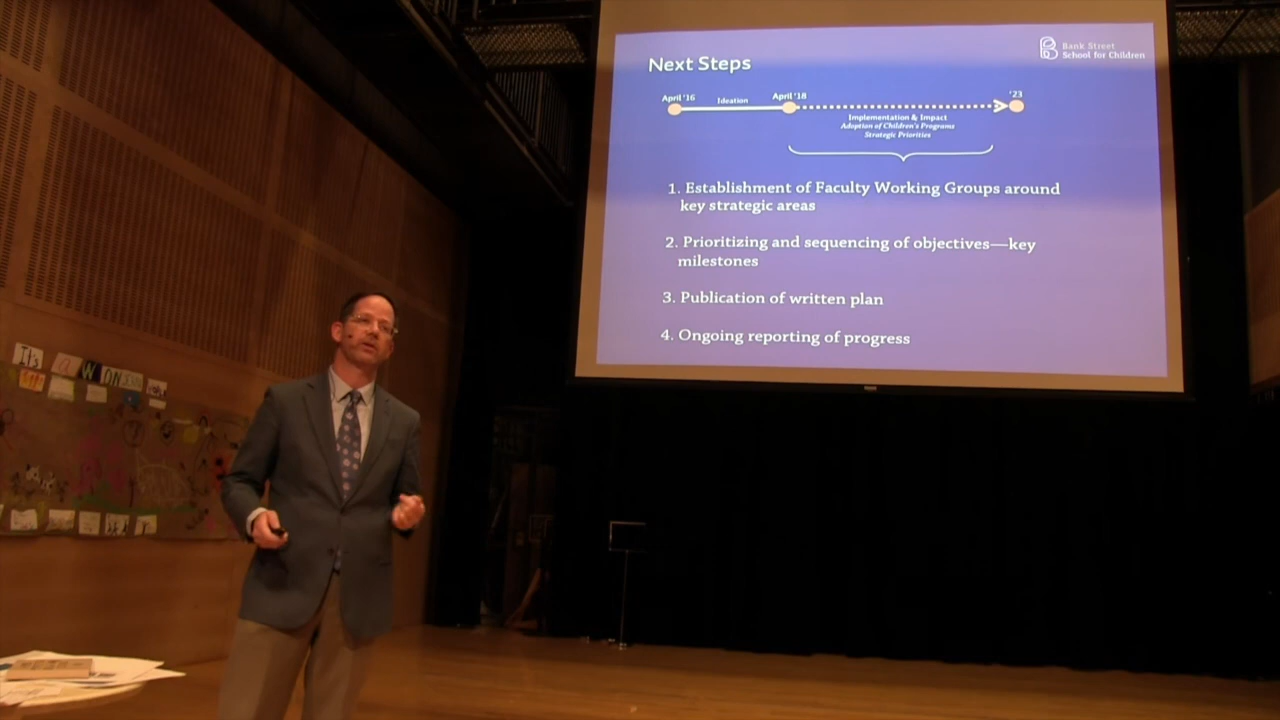 Bank Street
School for Children
Next Steps
April '16
Ideation
April '18
'23
Implementation & Impact
Adoption of Children's Programs
Strategic Priorities
1. Establishment of Faculty Working Groups around
key strategic areas
2. Prioritizing and sequencing of objectives—key
milestones
3. Publication of written plan
4. Ongoing reporting of progress
It's
a
W